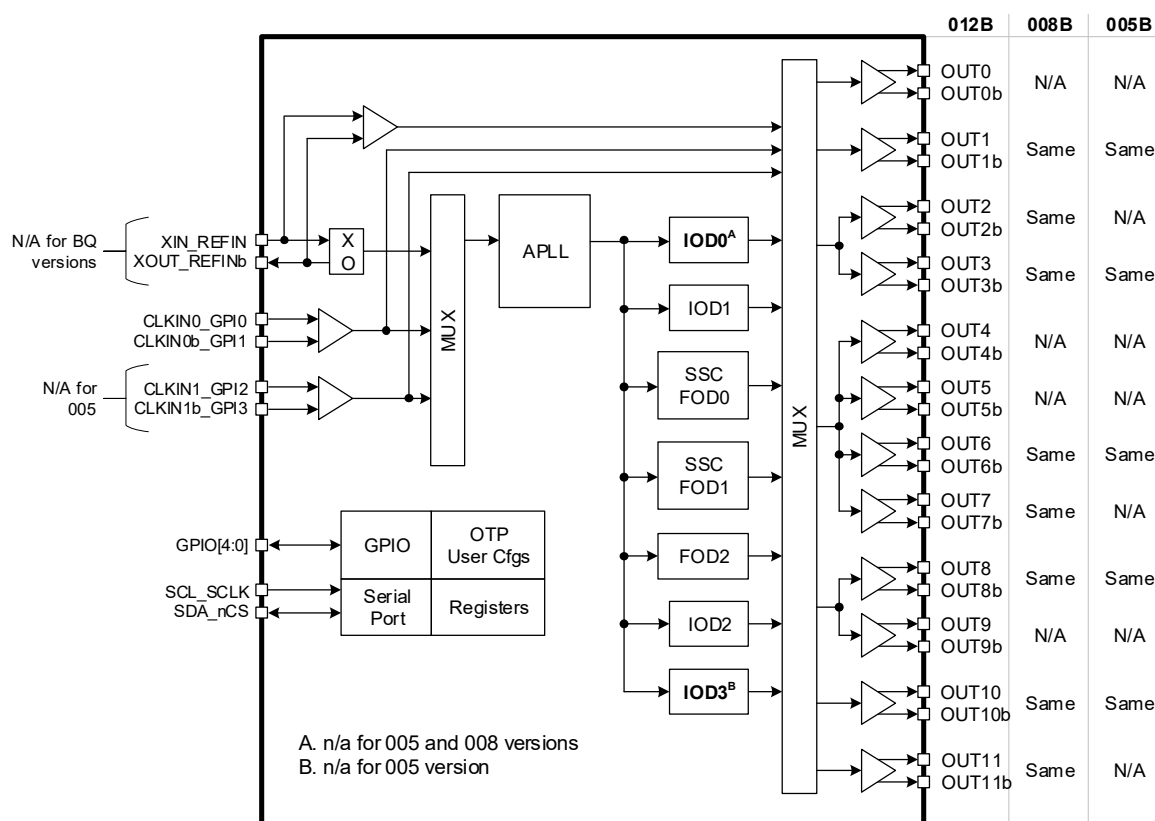 012B 008B 005B
OUT0 N/A N/A
OUT0b
OUT1 Same Same
OUT1b
OUT2 Same N/A
OUT2b
OUT3 Same Same
OUT3b
OUT4 N/A N/A
OUT4b
OUT5 N/A N/A
OUT5b
OUT6 Same Same
OUT6b
OUT7 Same N/A
OUT7b
OUT8 Same Same
OUT8b
OUT9 N/A N/A
OUT9b
OUT10 Same Same
OUT10b
OUT11 Same N/A
OUT11b
N/A for BQ
versions
XIN_REFIN
XOUT_REFINb
X
O
CLKIN0_GPI0
CLKIN0b_GPI1
N/A for
005
CLKIN1_GPI2
CLKIN1b_GPI3
MUX
APLL
IOD0A
IOD1
SSC
FOD0
SSC
FOD1
FOD2
IOD2
IOD3B
MUX
GPIO[4:0]
SCL_SCLK
SDA_nCS
GPIO
OTP
User Cfgs
Serial
Port
Registers
A. n/a for 005 and 008 versions
B. n/a for 005 version